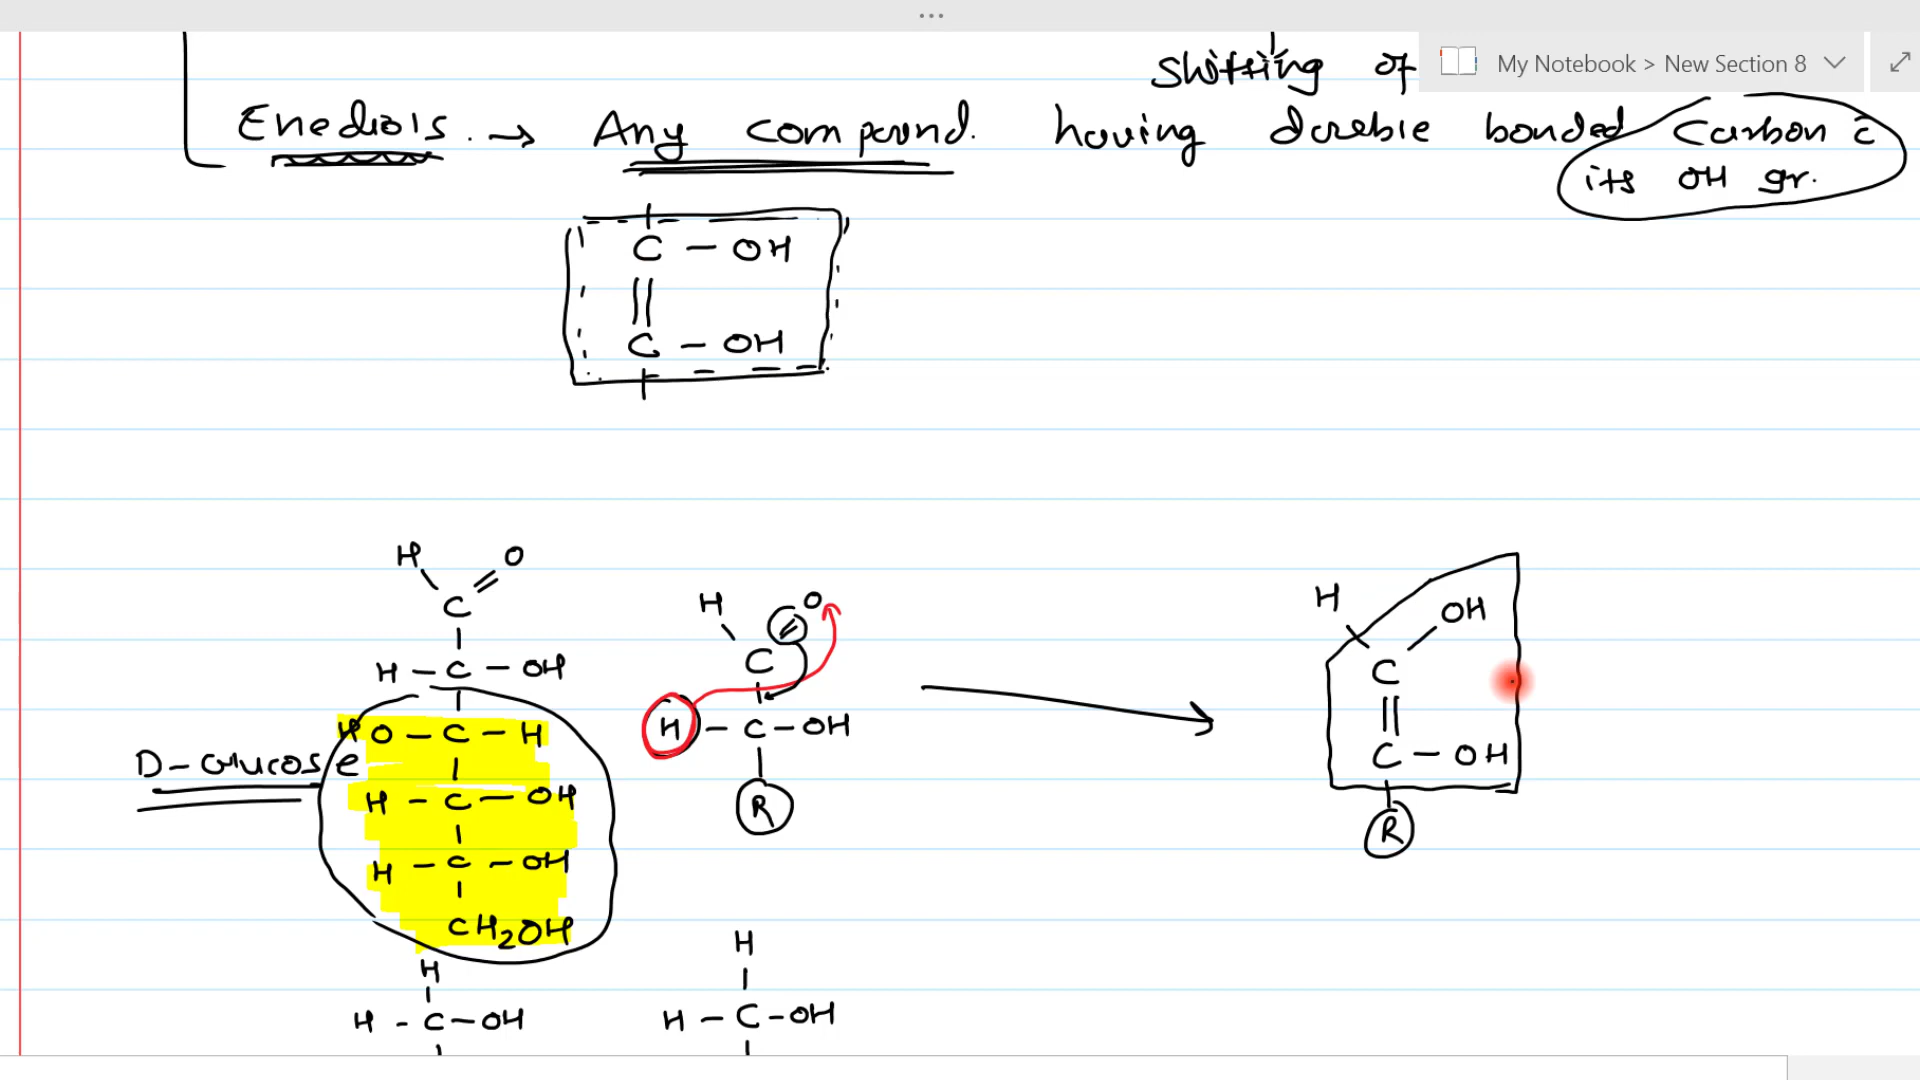 ...
Shifting of
My Notebook > New Section 8
Enediols. → Any compound. having double bonded Carbon c̄
its OH gr.
C - OH
||
C - OH
H O
C
H - C - OH
HO - C - H
D-Glucose
H - C - OH
H - C - OH
CH2OH
H O
C
H - C - OH
R
H OH
C
||
C - OH
R
H
H - C - OH
H
H - C - OH